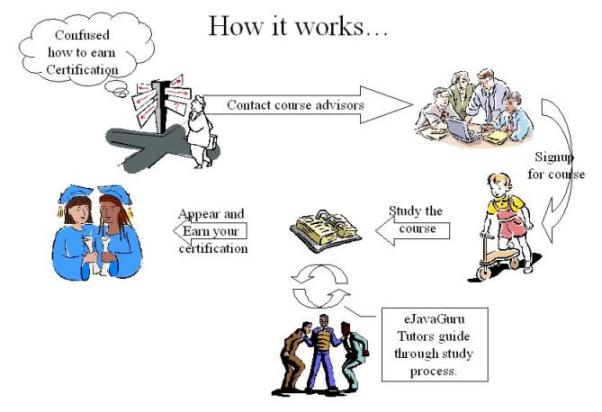 How it works…
Confused
how to earn
Certification
Contact course advisors
Signup
for course
Study the
course
Appear and
Earn your
certification
eJavaGuru
Tutors guide
through study
process.